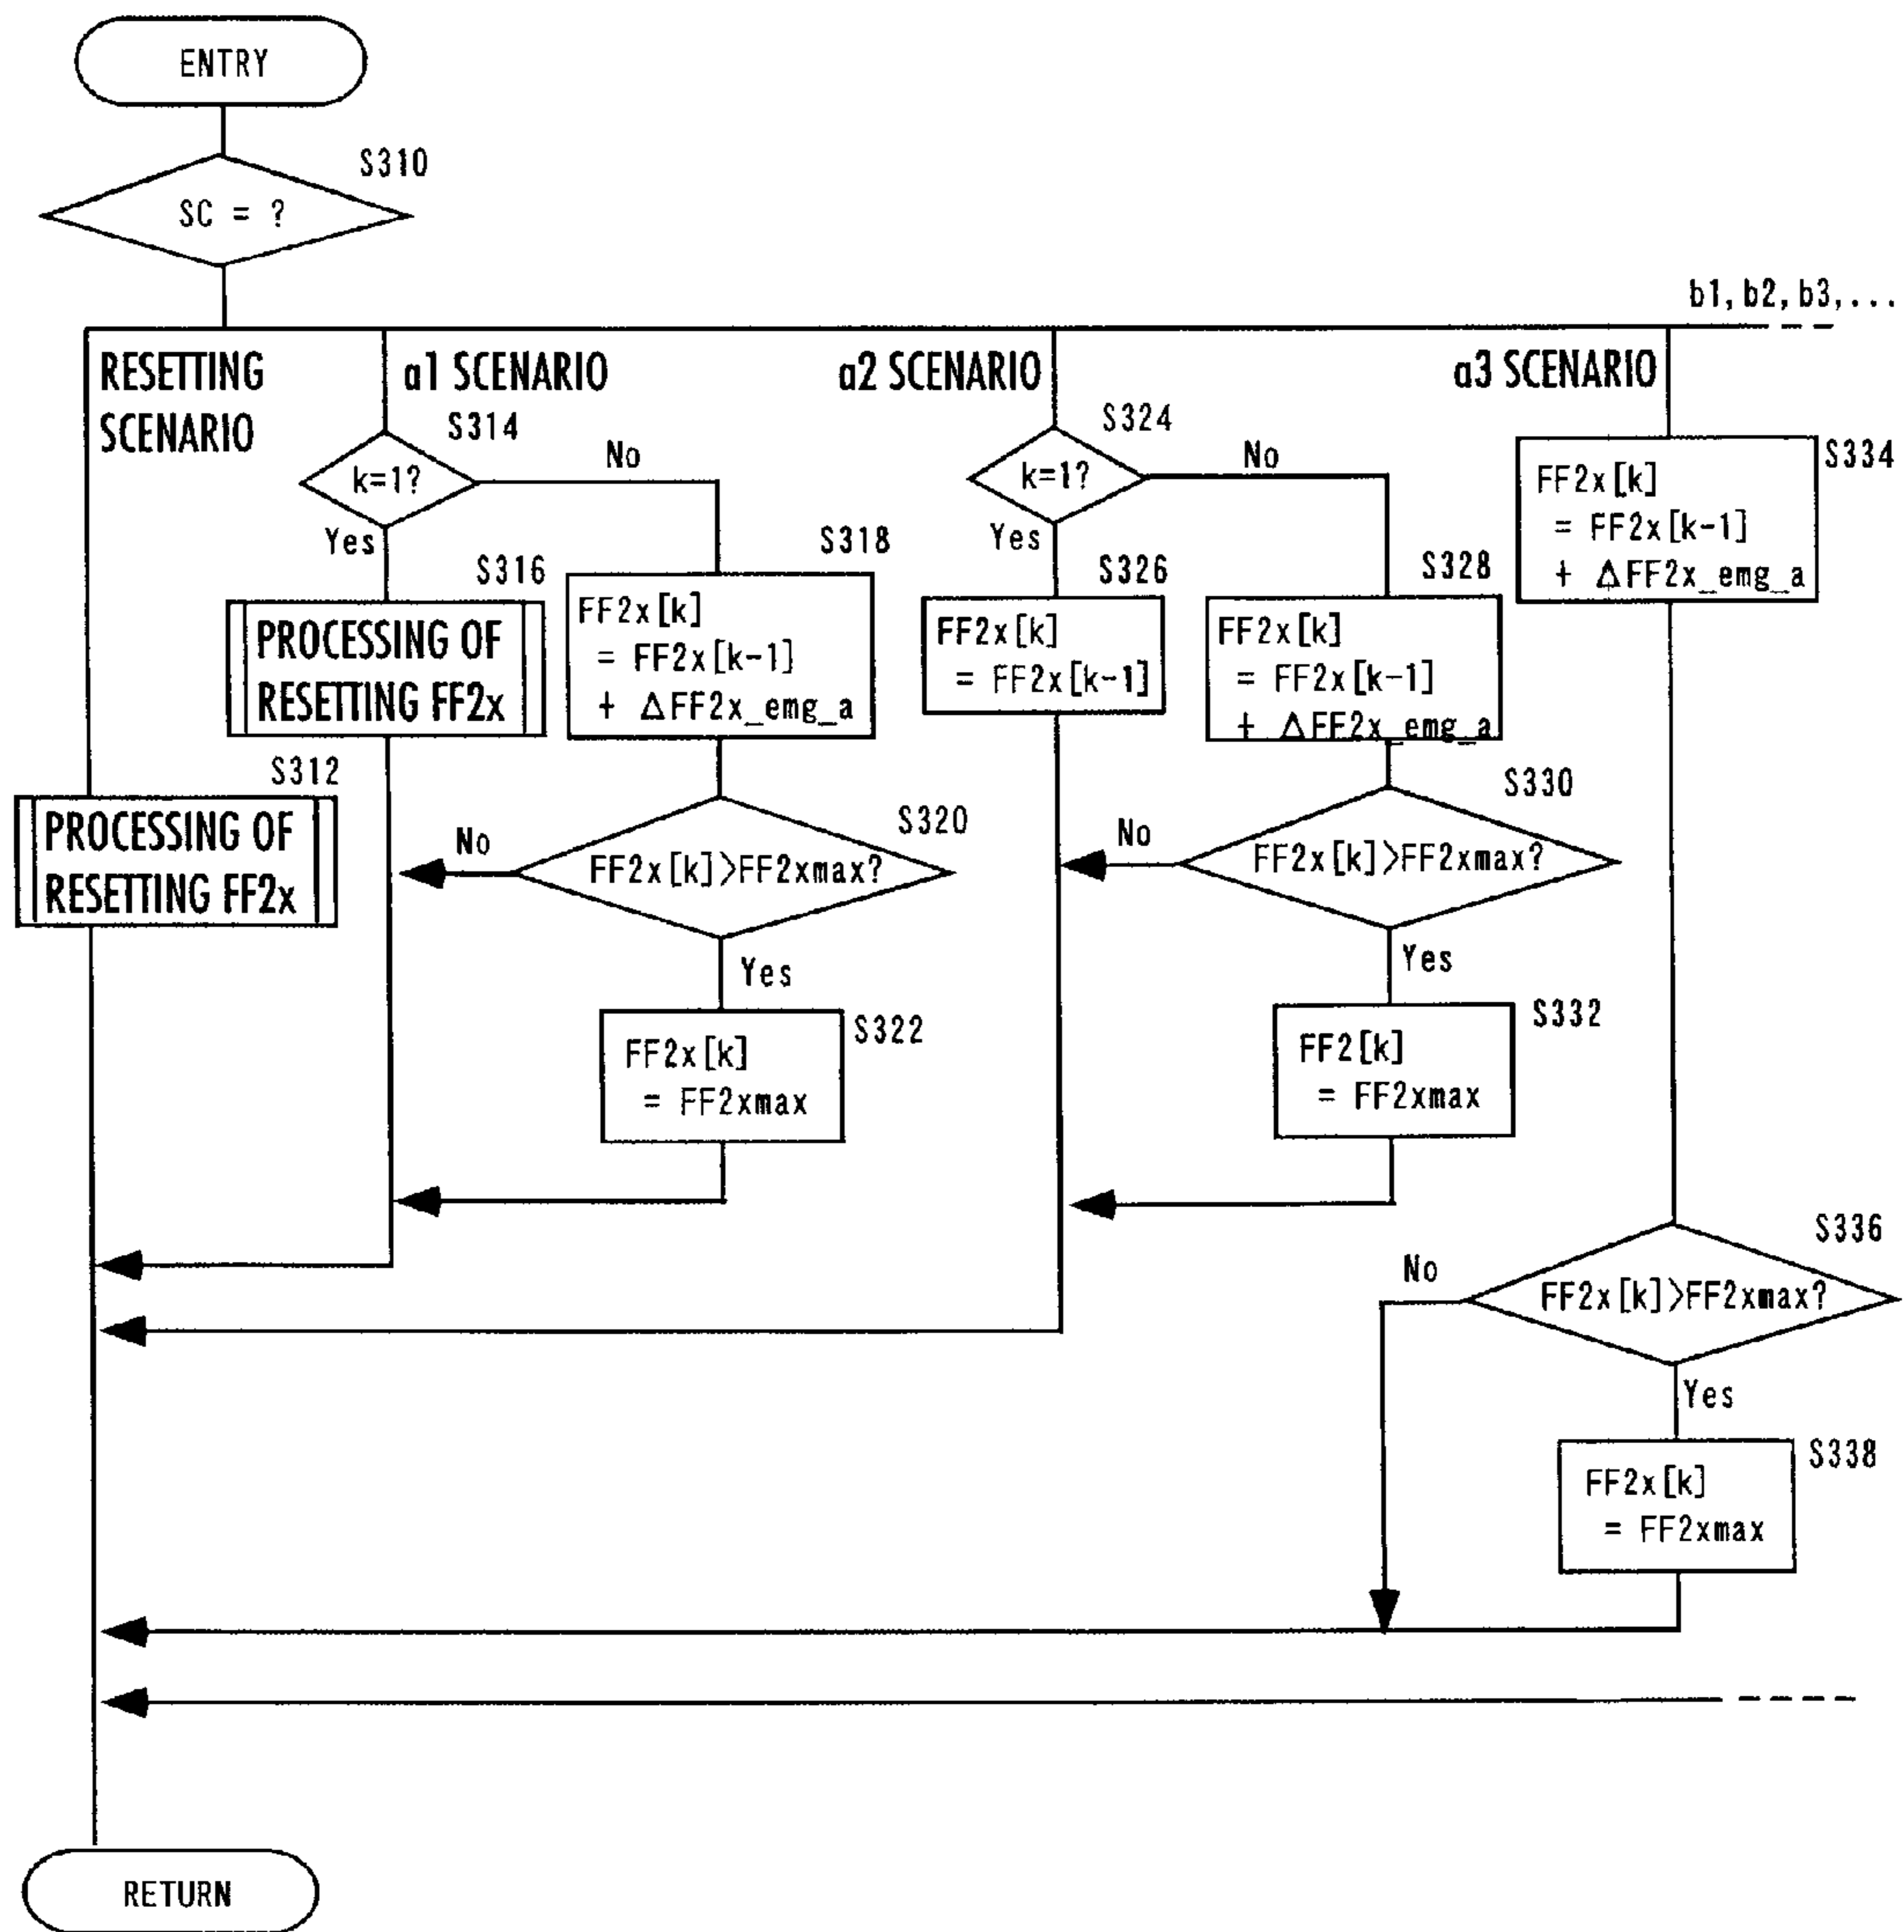 ENTRY
S310
SC = ?
b1, b2, b3, ...
RESETTING
SCENARIO
a1 SCENARIO
S314
k=1?
No
Yes
S316
PROCESSING OF
RESETTING FF2x
S318
FF2x[k]
= FF2x[k-1]
+ ΔFF2x_emg_a
S312
PROCESSING OF
RESETTING FF2x
S320
FF2x[k]>FF2xmax?
No
Yes
S322
FF2x[k]
= FF2xmax
a2 SCENARIO
S324
k=1?
No
Yes
S326
FF2x[k]
= FF2x[k-1]
S328
FF2x[k]
= FF2x[k-1]
+ ΔFF2x_emg_a
S330
FF2x[k]>FF2xmax?
No
Yes
S332
FF2[k]
= FF2xmax
a3 SCENARIO
S334
FF2x[k]
= FF2x[k-1]
+ ΔFF2x_emg_a
S336
FF2x[k]>FF2xmax?
No
Yes
S338
FF2x[k]
= FF2xmax
RETURN